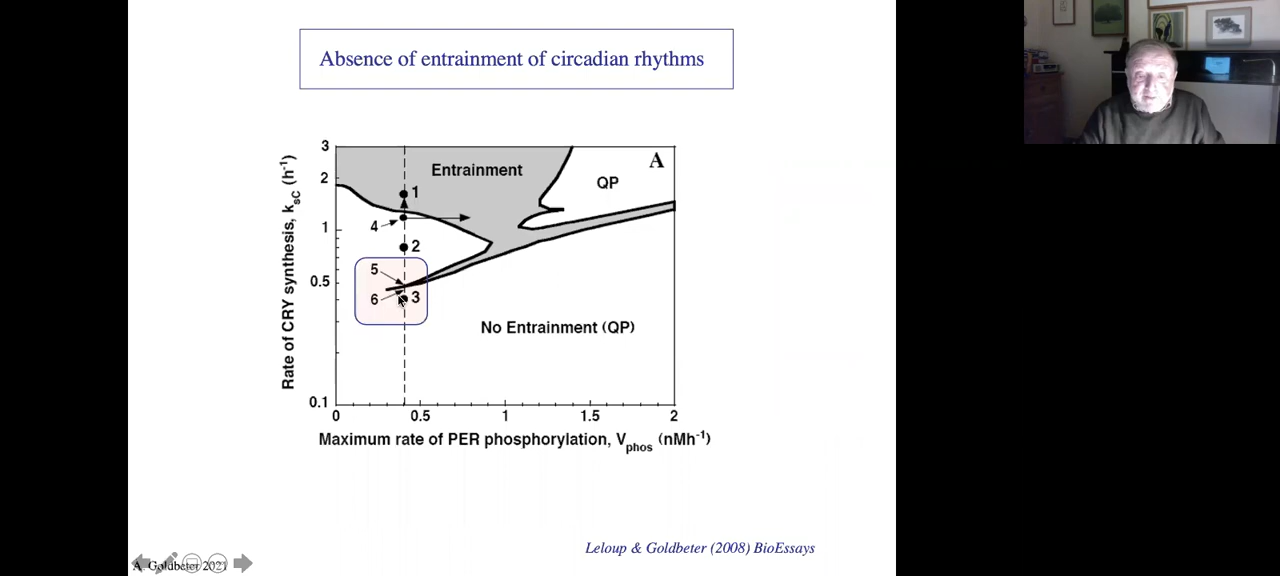 Absence of entrainment of circadian rhythms
A
Entrainment
QP
No Entrainment (QP)
1
4
2
5
6
3
3
2
1
0.5
0.1
0
0.5
1
1.5
2
Rate of CRY synthesis, ksC (h-1)
Maximum rate of PER phosphorylation, Vphos (nMh-1)
Leloup & Goldbeter (2008) BioEssays
A. Goldbeter 2021